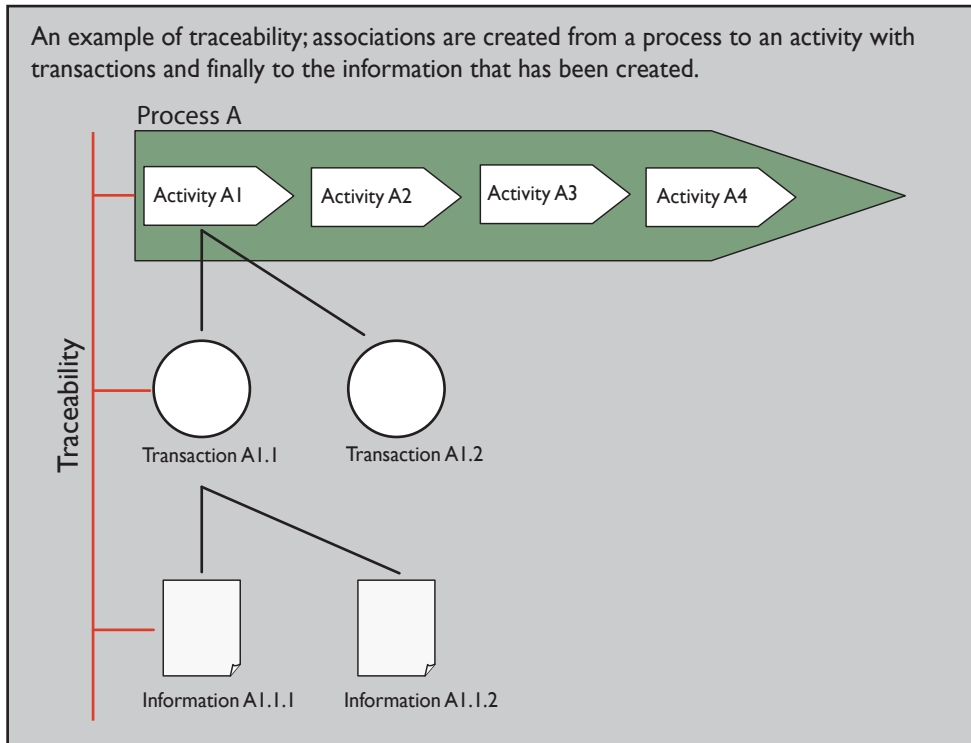 An example of traceability; associations are created from a process to an activity with
transactions and finally to the information that has been created.
Process A
Activity A1
Activity A2
Activity A3
Activity A4
Traceability
Transaction A1.1
Transaction A1.2
Information A1.1.1
Information A1.1.2